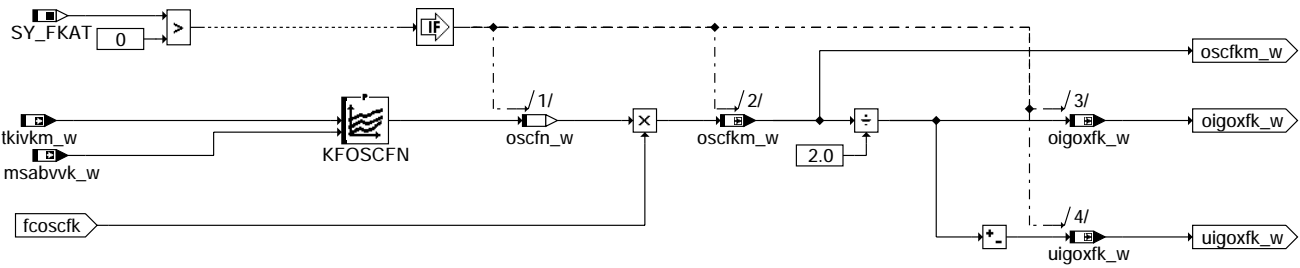 SY_FKAT
0
>
IF
oscfkm_w
1/
2/
3/
tkivkm_w
P
oscfn_w
×
oscfkm_w
÷
oigoxfk_w
oigoxfk_w
msabvvk_w
KFOSCFN
2.0
fcoscfk
4/
+-
uigoxfk_w
uigoxfk_w